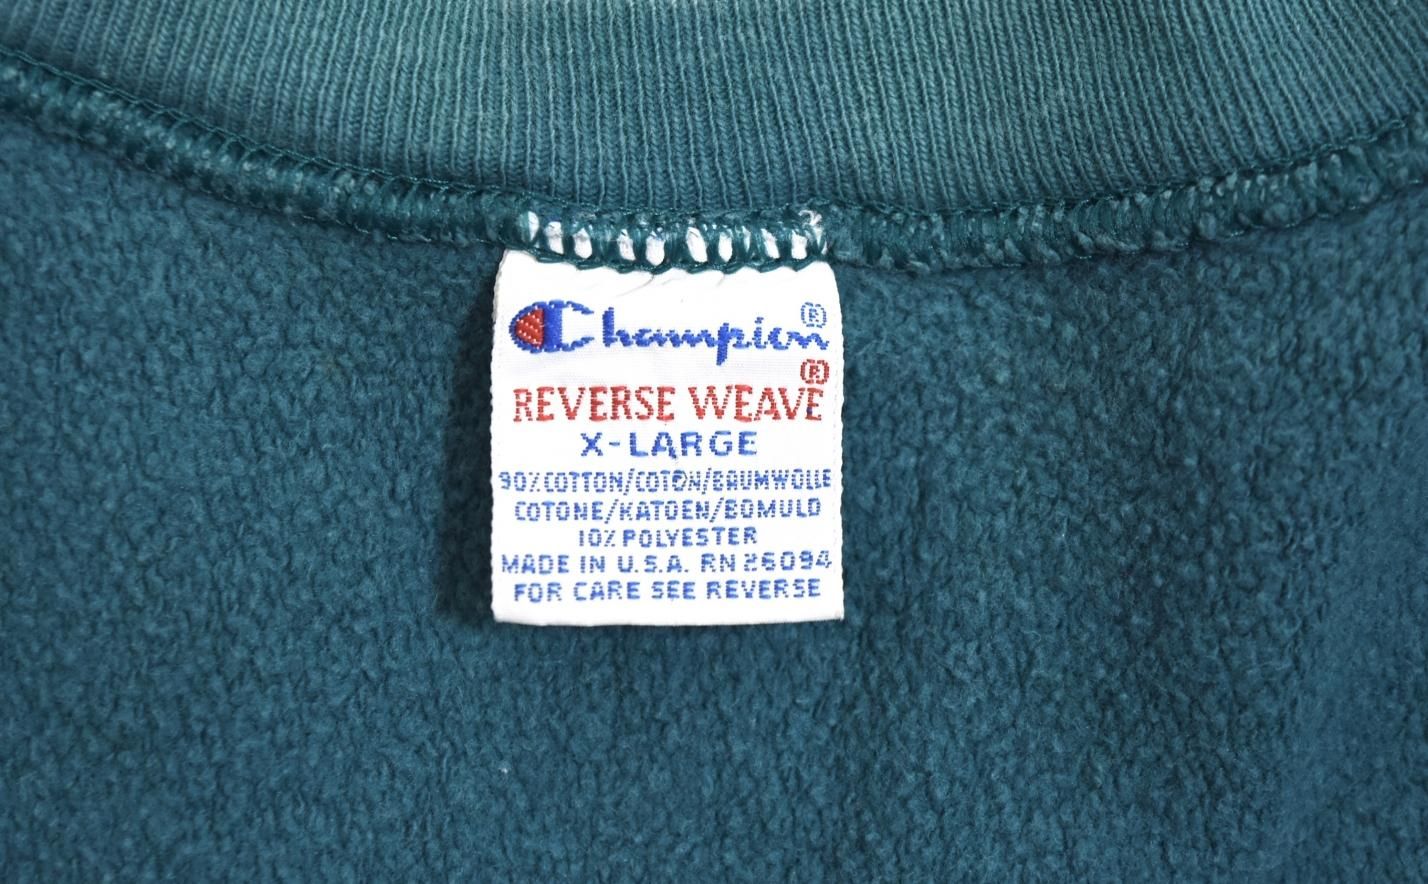 Champion®
REVERSE WEAVE®
X-LARGE
90% COTTON/COTON/BAUMWOLLE
COTONE/KATOEN/BOMULD
10% POLYESTER
MADE IN U.S.A. RN 26094
FOR CARE SEE REVERSE